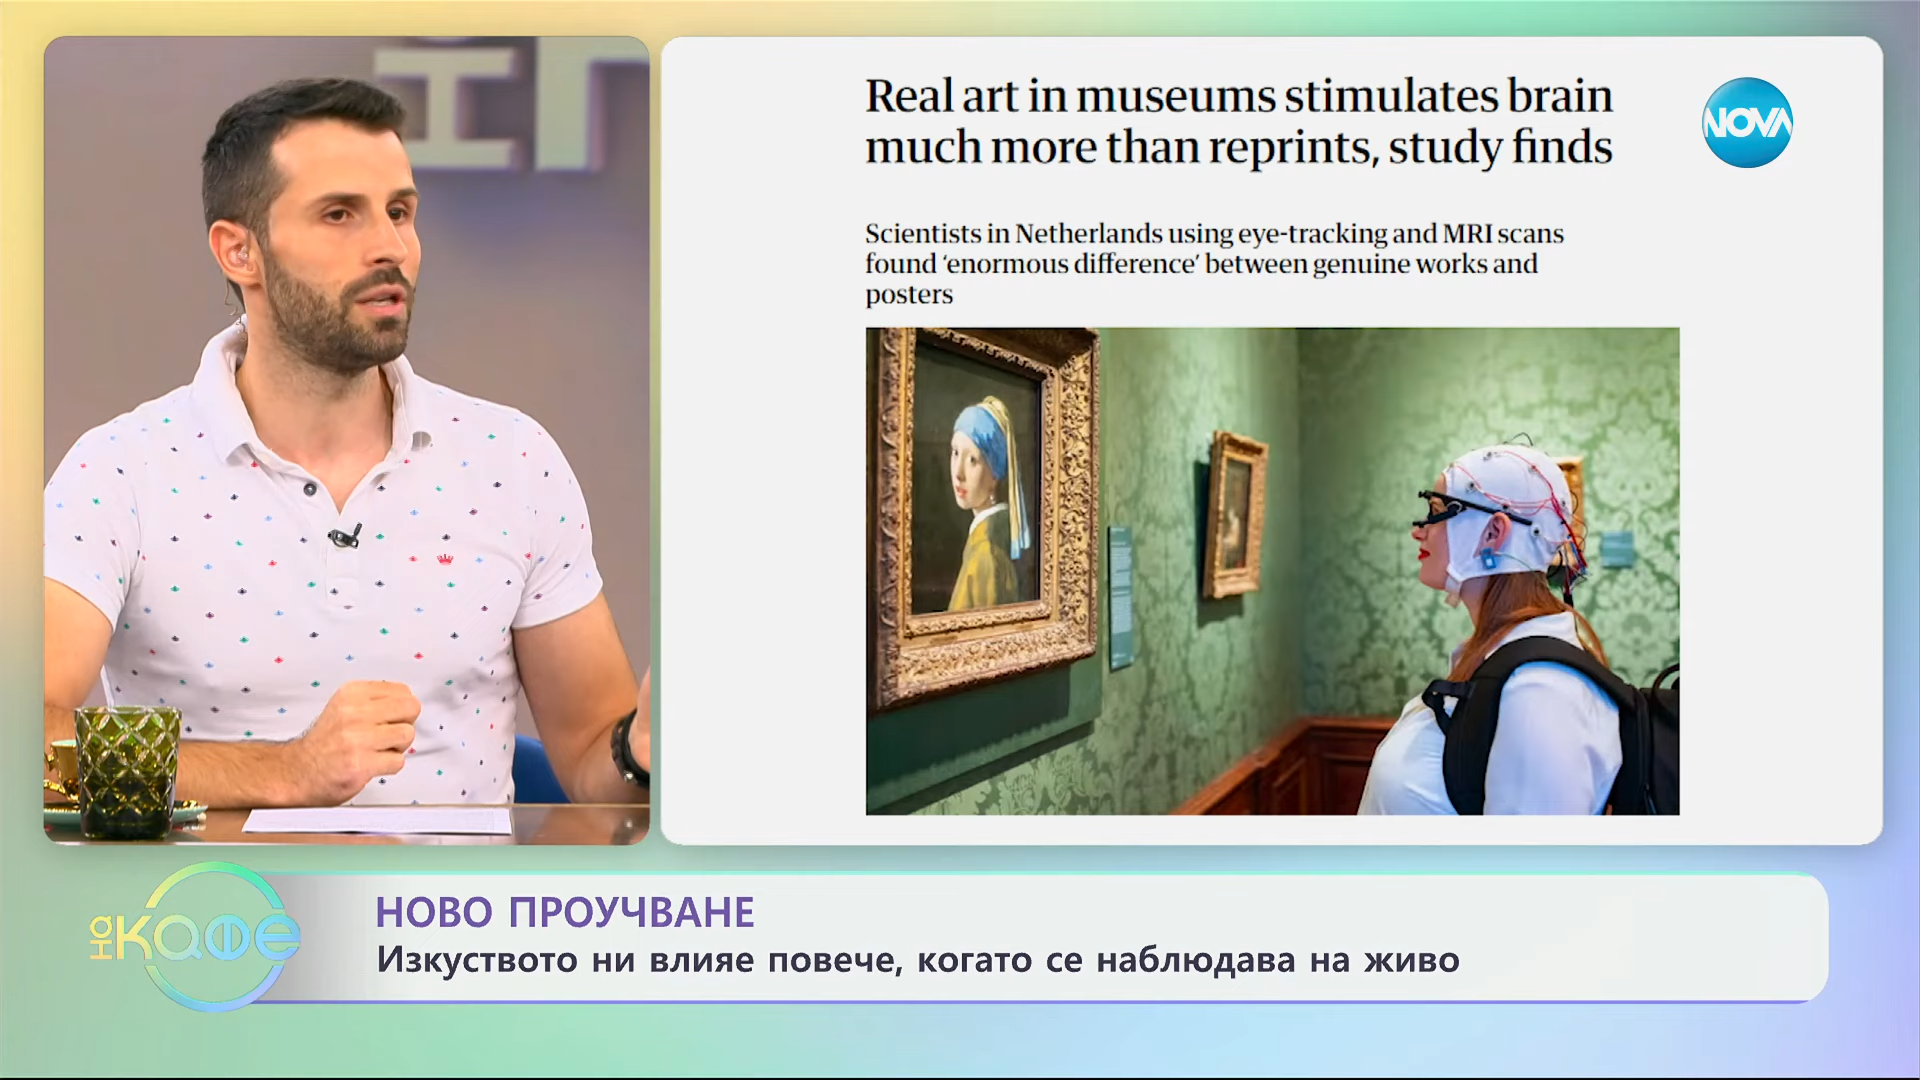 Real art in museums stimulates brain
much more than reprints, study finds
NOVA
Scientists in Netherlands using eye-tracking and MRI scans
found ‘enormous difference’ between genuine works and
posters
на кафе
НОВО ПРОУЧВАНЕ
Изкуството ни влияе повече, когато се наблюдава на живо